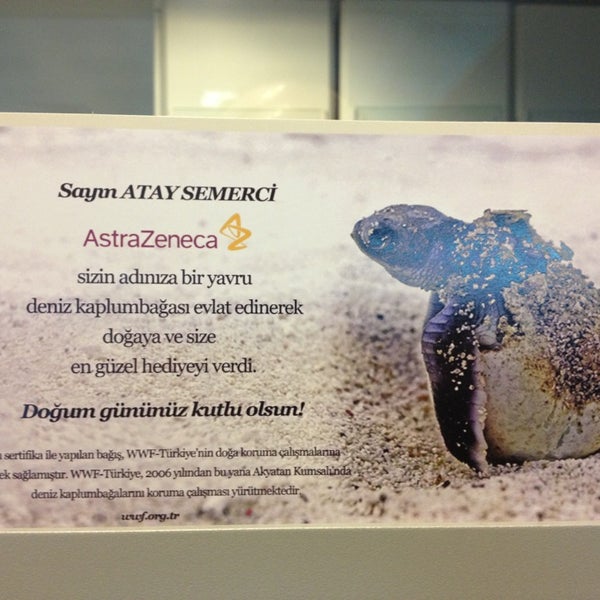 Sayın ATAY SEMERCİ
AstraZeneca
sizin adınıza bir yavru
deniz kaplumbağası evlat edinerek
doğaya ve size
en güzel hediyeyi verdi.
Doğum gününüz kutlu olsun!
sertifika ile yapılan bağış, WWF-Türkiye'nin doğa koruma çalışmalarına
sağlamıştır. WWF-Türkiye, 2006 yılından bu yana Akyatan Kumsalı'nda
deniz kaplumbağalarını koruma çalışması yürütmektedir.
wwf.org.tr